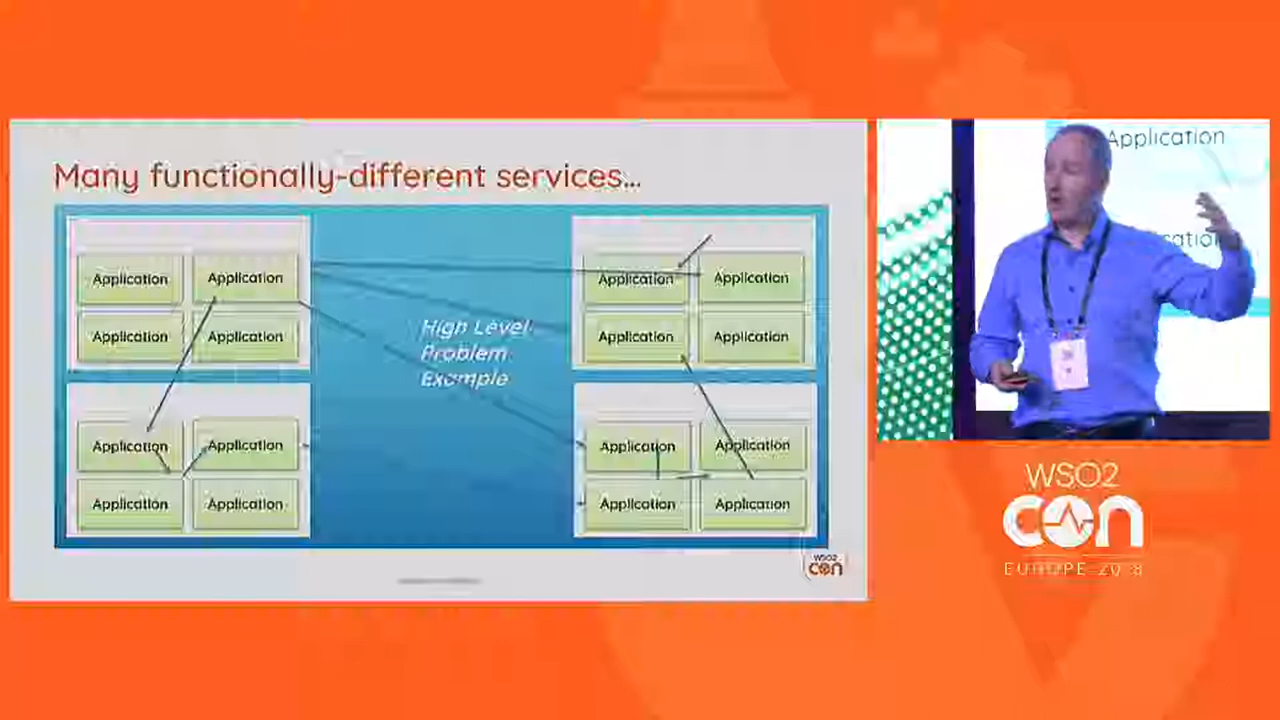 Many functionally-different services...
Application Application
Application Application
Application Application
Application Application
High Level
Problem
Example
Application Application
Application Application
Application Application
Application Application
WSO2
con
Application
WSO2
con
EUROPE 2018